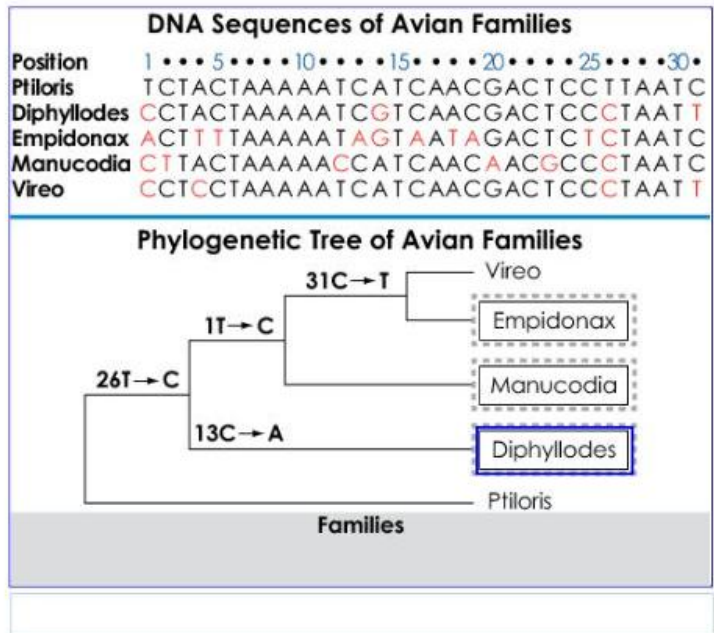 DNA Sequences of Avian Families
Position 1 • • • 5 • • • • 10 • • • • 15 • • • • 20 • • • • 25 • • • • 30 •
Ptiloris TCTACTAAAAATCATCAACGACTCCTTAATC
Diphyllodes CCTACTAAAAATCGTCAACGACTCCCTAATT
Empidonax ACTTTTAAAAATAGTAATAGACTCTCTAATC
Manucodia CTTACTAAAAACCATCAACAACGCCCTAATC
Vireo CCTCCTAAAAATCATCAACGACTCCCTAATT
Phylogenetic Tree of Avian Families
31C→T
Vireo
Empidonax
1T→C
Manucodia
26T→C
13C→A
Diphyllodes
Ptiloris
Families